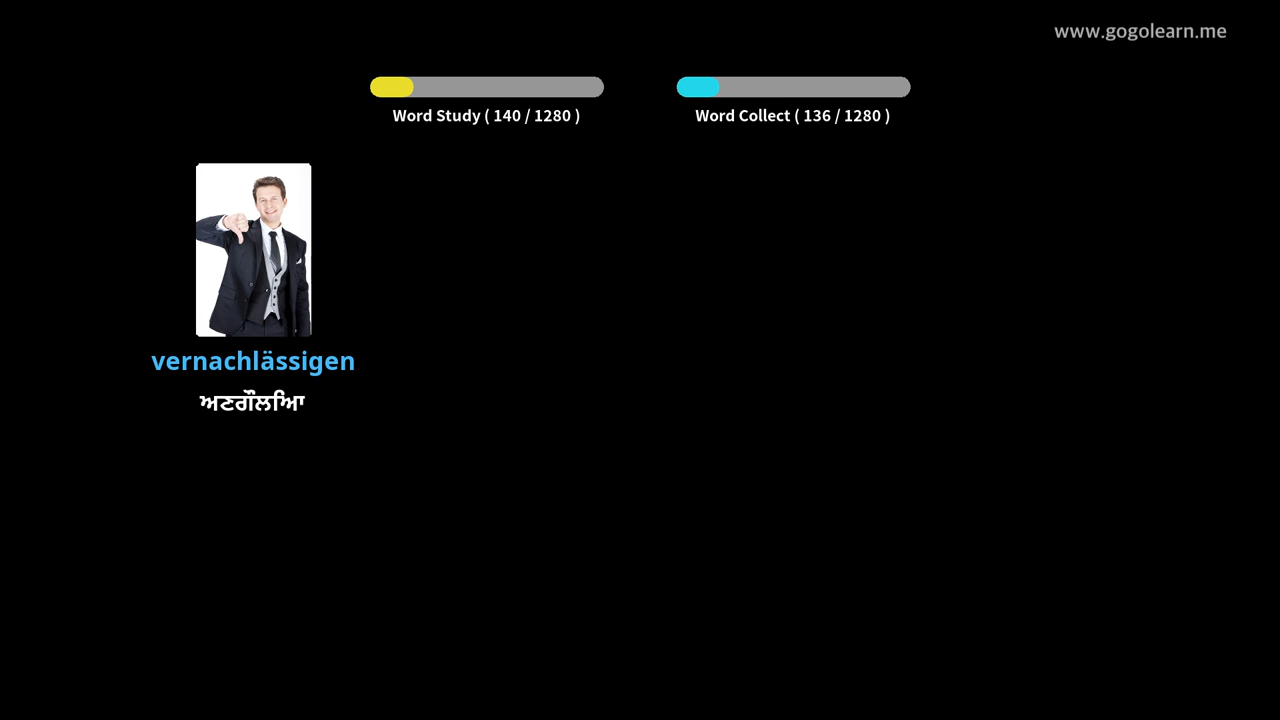 www.gogolearn.me
Word Study ( 140 / 1280 )
Word Collect ( 136 / 1280 )
vernachlässigen
ਅਣਗੌਲਿਆ